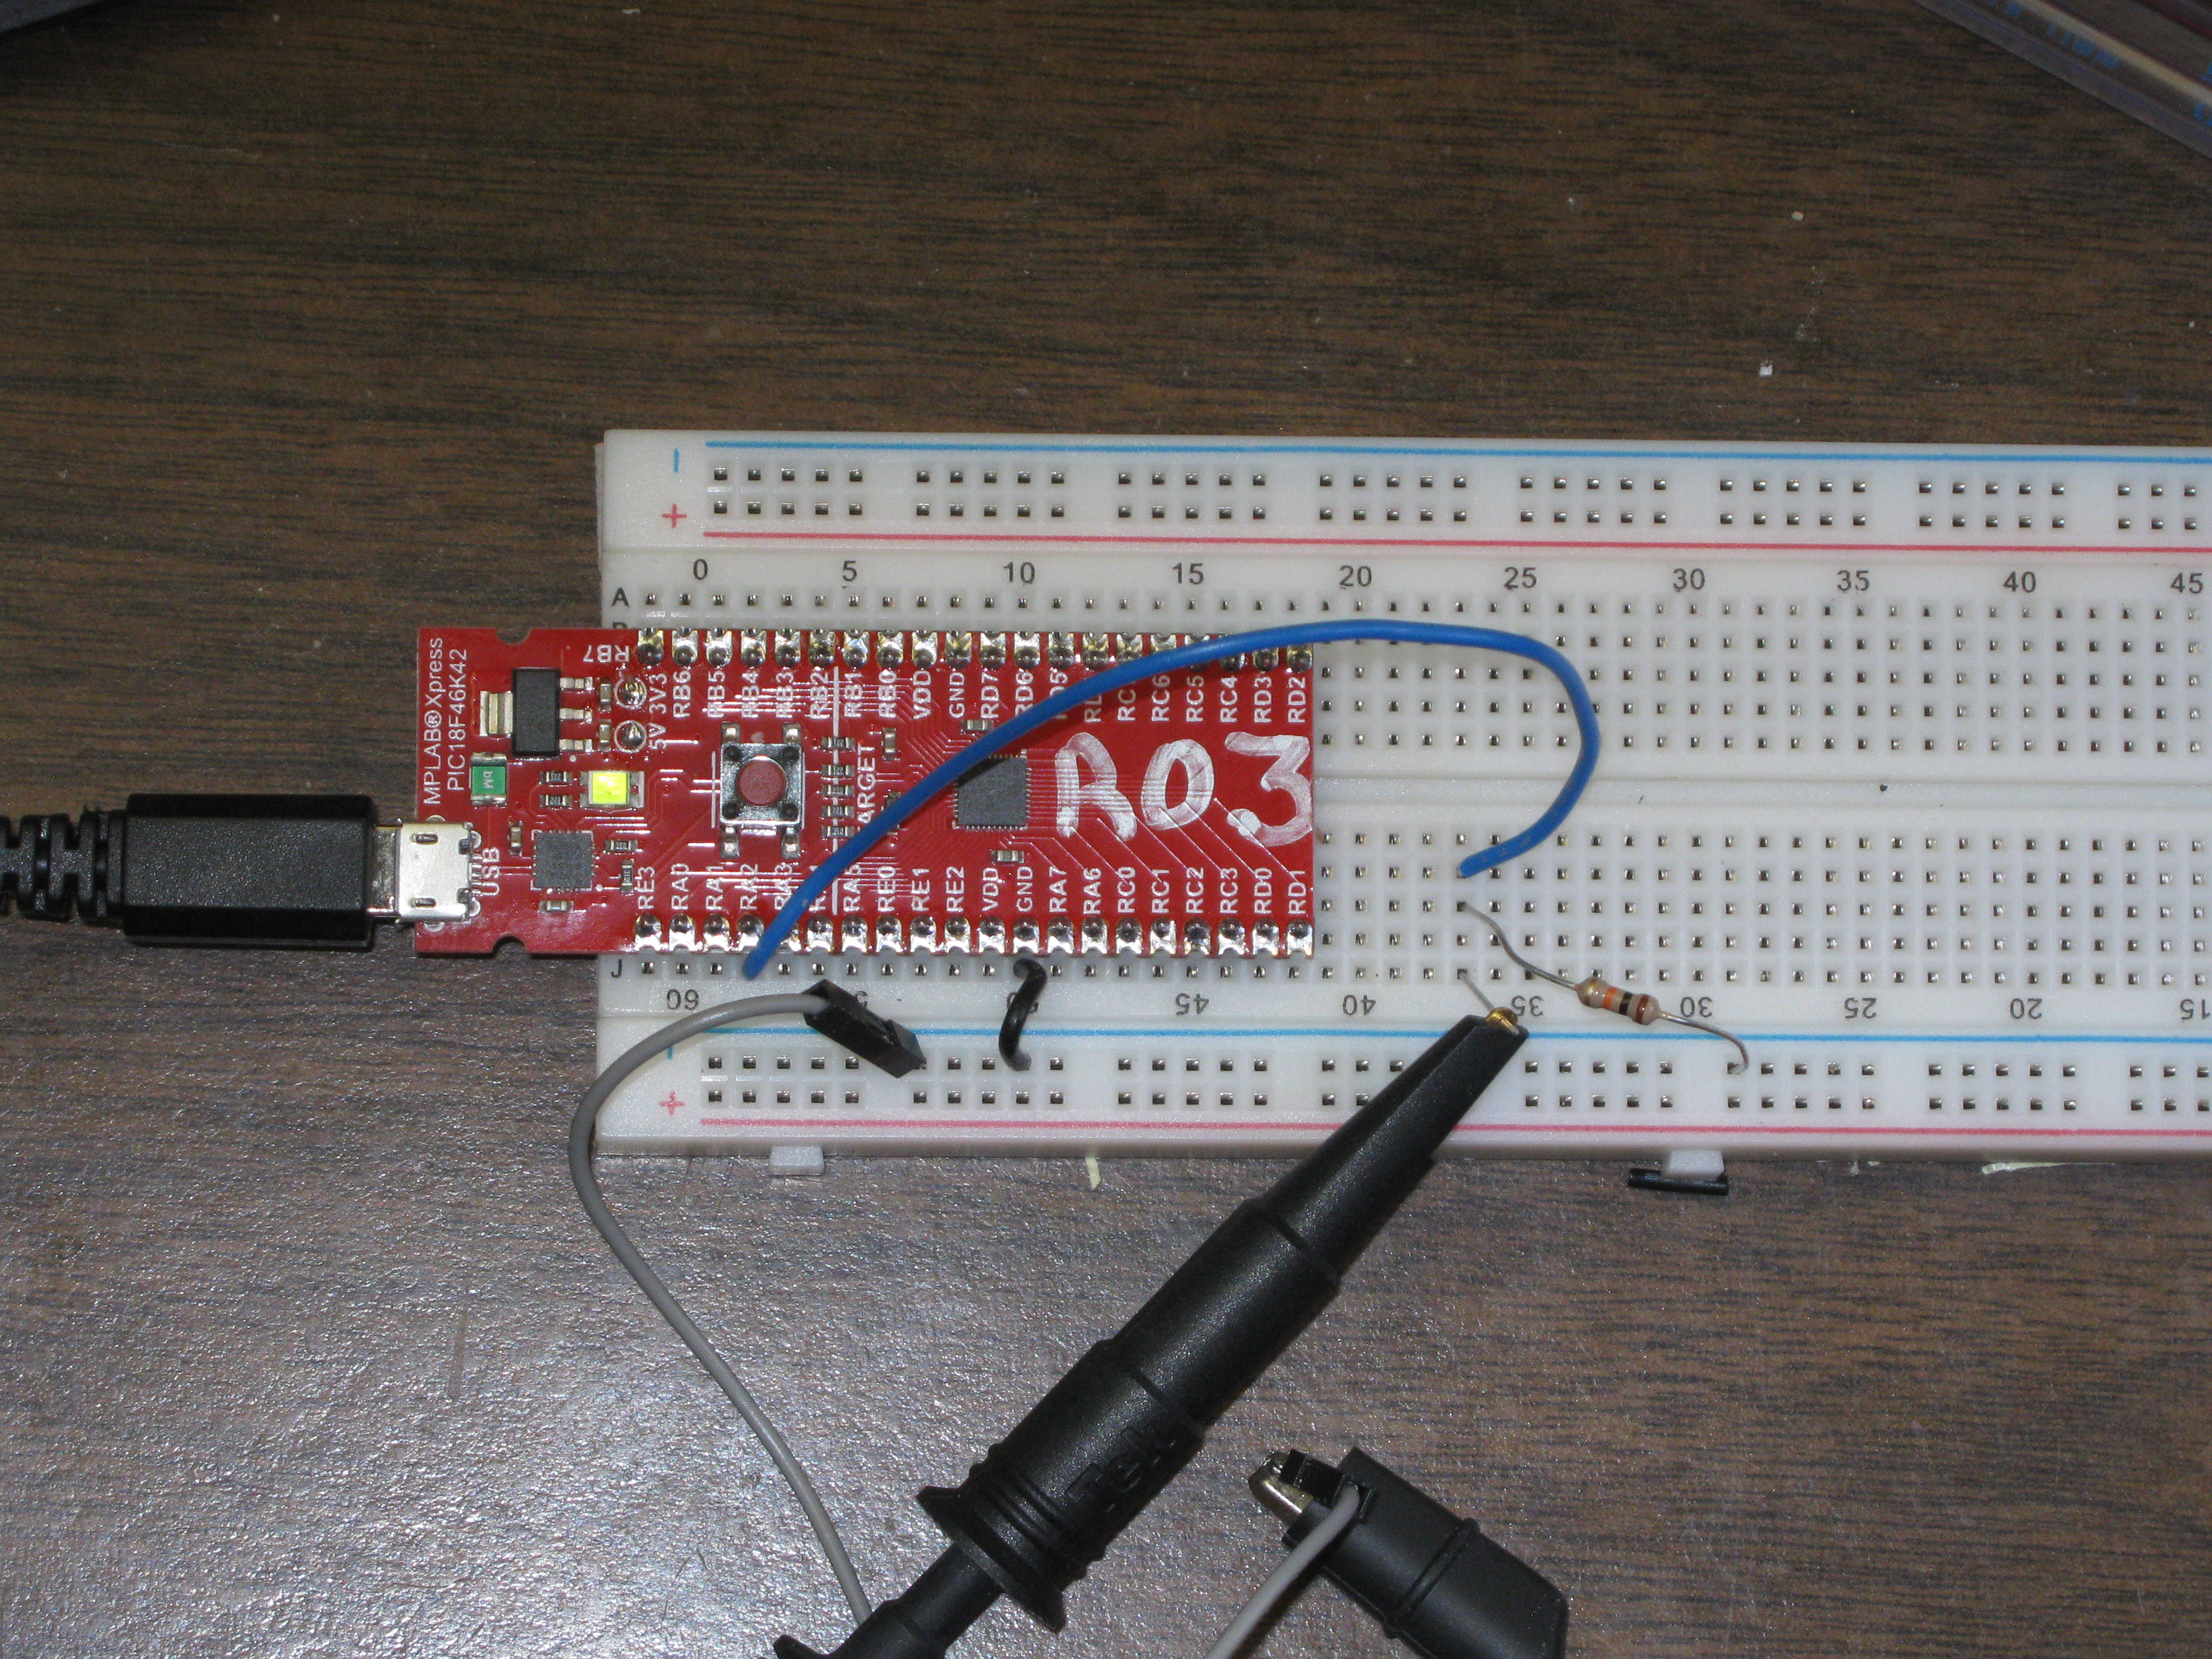 −
+
0 5 10 15 20 25 30 35 40 45
A
MPLAB® Xpress
PIC18F46K42
RB7
3V3
5V
RB6 RB5 RB4 RB3 RB2 RB1 RB0 VDD GND RD7 RD6 RD5 RC6 RC5 RC4 RD3 RD2
R0.3
USB
RE3 RA0 RA1 RA2 RA3 RA5 RE0 RE1 RE2 VDD GND RA7 RA6 RC0 RC1 RC2 RC3 RD0 RD1
J
60 45 40 35 30 25 20 15
+
Tek